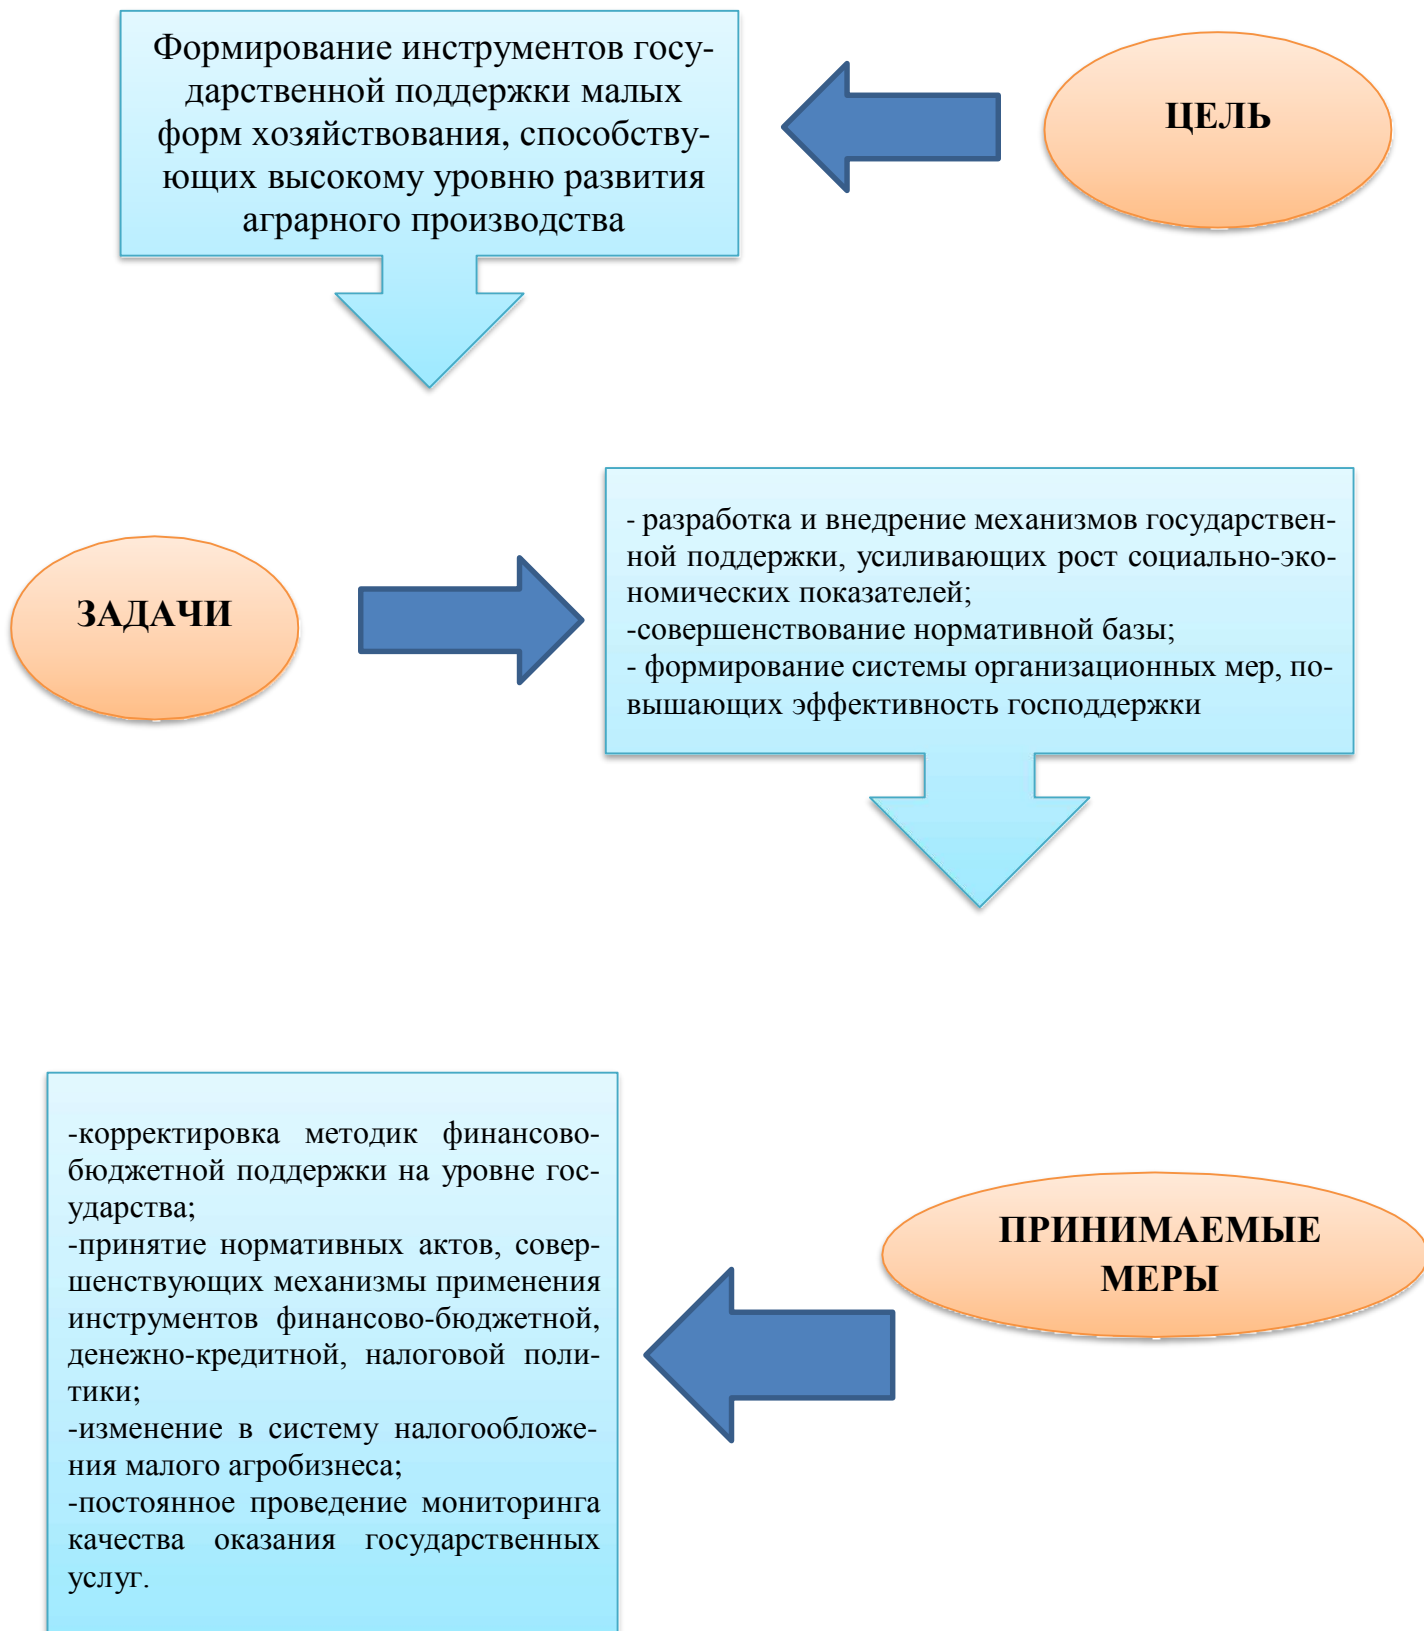 Формирование инструментов госу-
дарственной поддержки малых
форм хозяйствования, способству-
ющих высокому уровню развития
аграрного производства
ЦЕЛЬ
ЗАДАЧИ
- разработка и внедрение механизмов государствен-
ной поддержки, усиливающих рост социально-эко-
номических показателей;
-совершенствование нормативной базы;
- формирование системы организационных мер, по-
вышающих эффективность господдержки
-корректировка методик финансово-
бюджетной поддержки на уровне гос-
ударства;
-принятие нормативных актов, совер-
шенствующих механизмы применения
инструментов финансово-бюджетной,
денежно-кредитной, налоговой поли-
тики;
-изменение в систему налогообложе-
ния малого агробизнеса;
-постоянное проведение мониторинга
качества оказания государственных
услуг.
ПРИНИМАЕМЫЕ
МЕРЫ